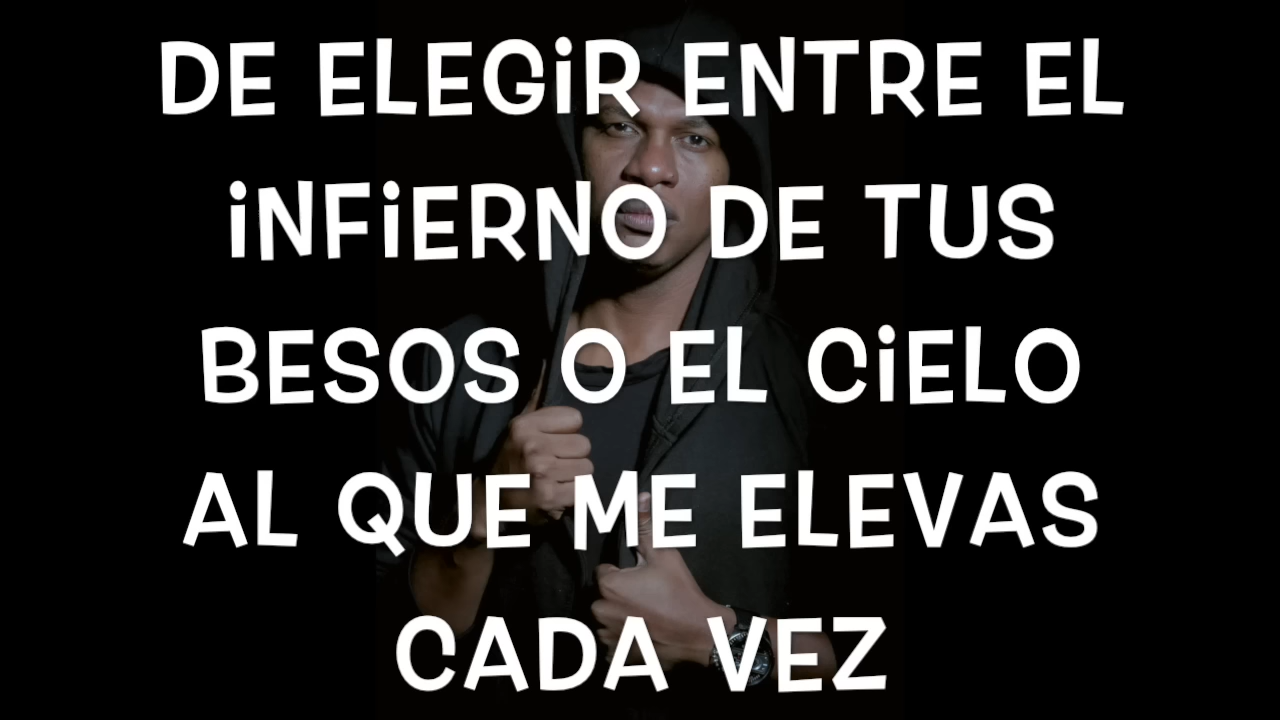 DE ELEGIR ENTRE EL
INFIERNO DE TUS
BESOS O EL CIELO
AL QUE ME ELEVAS
CADA VEZ